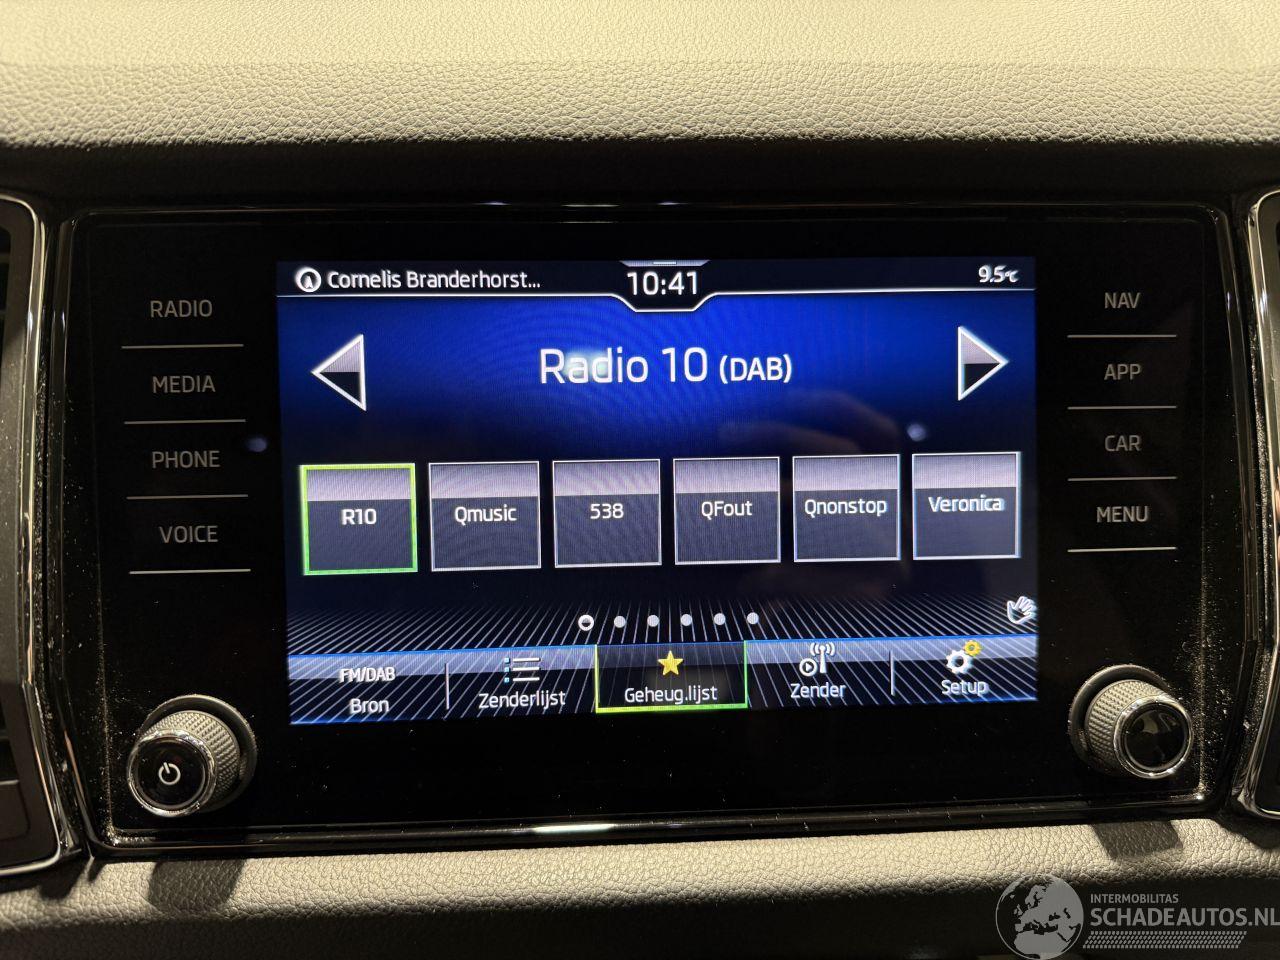 Cornelis Branderhorst...
10:41
9.5°C
RADIO
MEDIA
PHONE
VOICE
NAV
APP
CAR
MENU
Radio 10 (DAB)
R10
Qmusic
538
QFout
Qnonstop
Veronica
FM/DAB
Bron
Zenderlijst
Geheug.lijst
Zender
Setup
INTERMOBILITAS
SCHADEAUTOS.NL